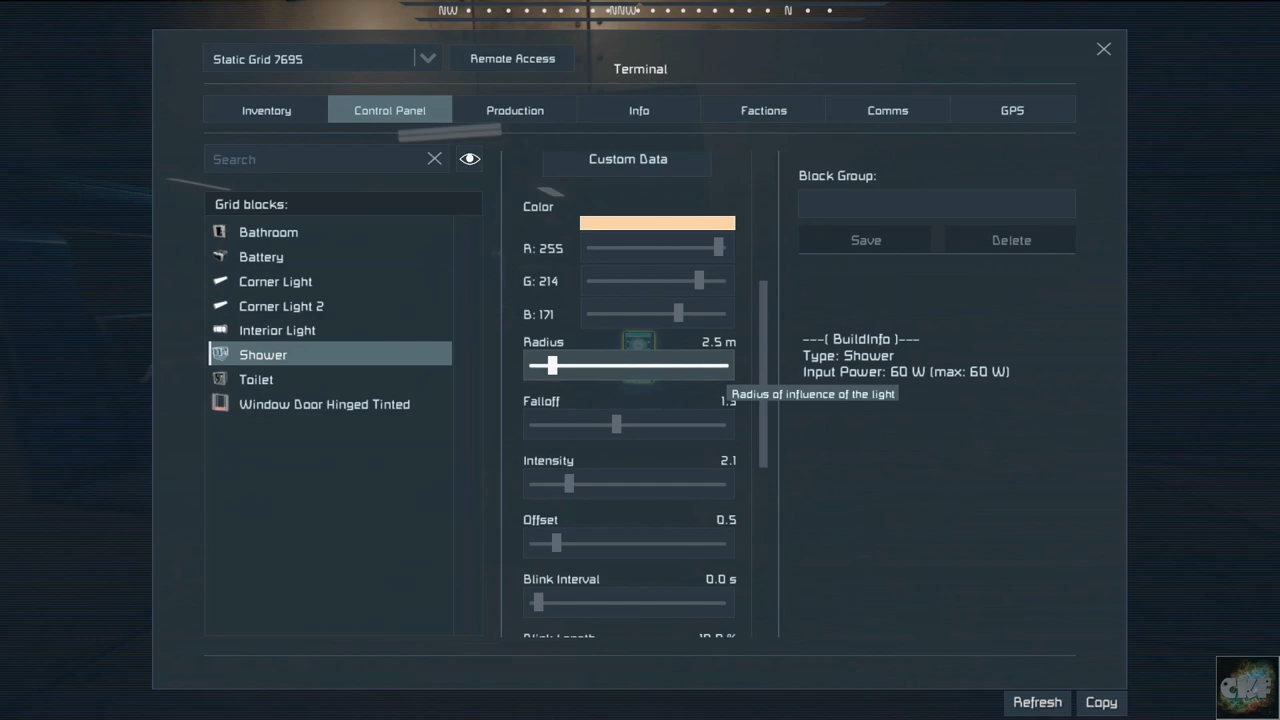 NW NNW N
Static Grid 7695
Remote Access
Terminal
Inventory
Control Panel
Production
Info
Factions
Comms
GPS
Search
Grid blocks:
Bathroom
Battery
Corner Light
Corner Light 2
Interior Light
Shower
Toilet
Window Door Hinged Tinted
Custom Data
Color
R: 255
G: 214
B: 171
Radius 2.5 m
Radius of influence of the light
Falloff
Intensity 2.1
Offset 0.5
Blink Interval 0.0 s
Blink Length
Block Group:
Save
Delete
---( BuildInfo )---
Type: Shower
Input Power: 60 W (max: 60 W)
Refresh
Copy